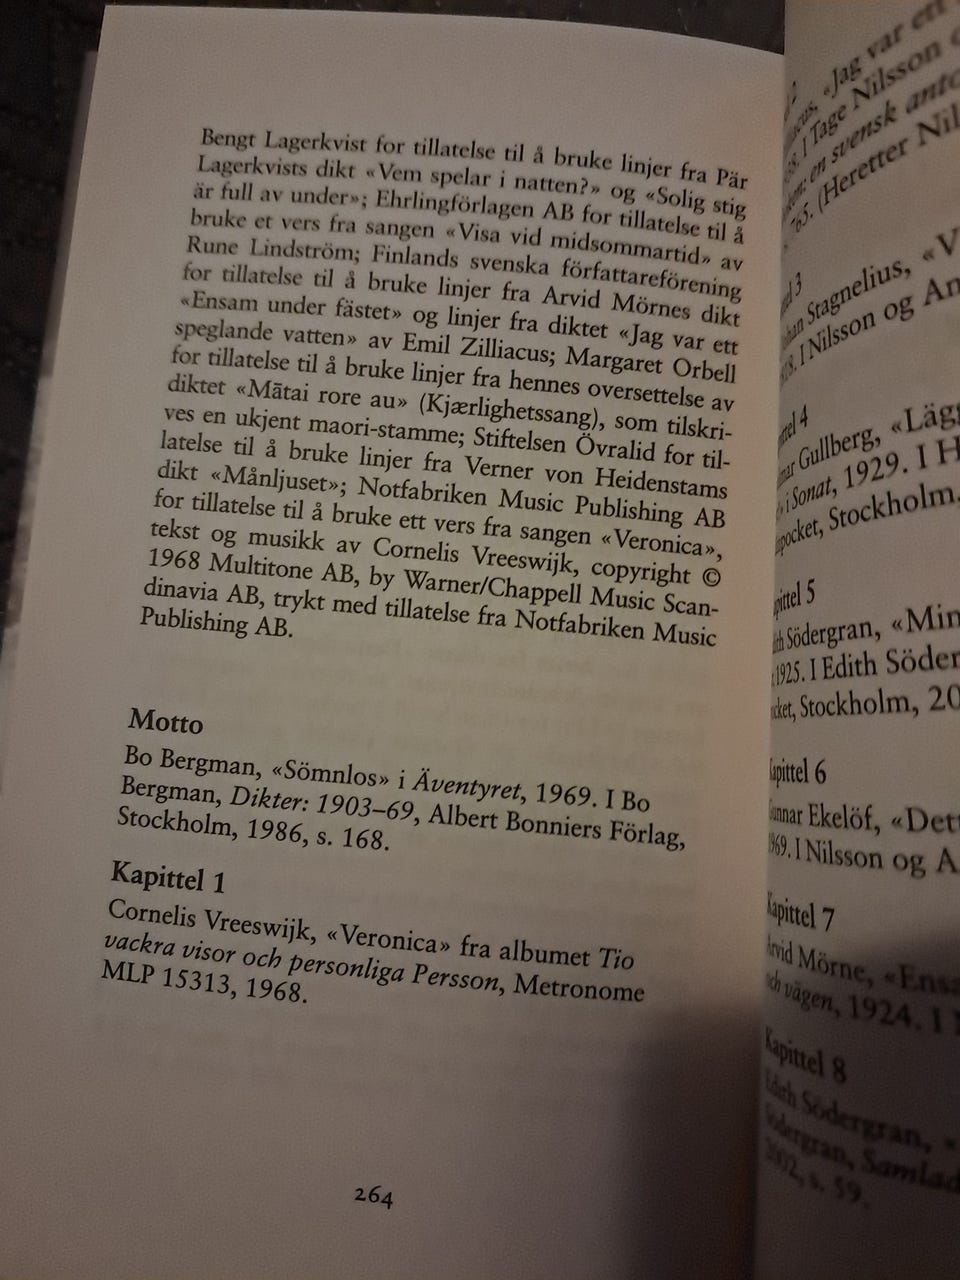 Bengt Lagerkvist for tillatelse til å bruke linjer fra Pär
Lagerkvists dikt «Vem spelar i natten?» og «Solig stig
är full av under»; Ehrlingförlagen AB for tillatelse til å
bruke et vers fra sangen «Visa vid midsommartid» av
Rune Lindström; Finlands svenska författareförening
for tillatelse til å bruke linjer fra Arvid Mörnes dikt
«Ensam under fästet» og linjer fra diktet «Jag var ett
speglande vatten» av Emil Zilliacus; Margaret Orbell
for tillatelse til å bruke linjer fra hennes oversettelse av
diktet «Mātai rore au» (Kjærlighetssang), som tilskri-
ves en ukjent maori-stamme; Stiftelsen Övralid for til-
latelse til å bruke linjer fra Verner von Heidenstams
dikt «Månljuset»; Notfabriken Music Publishing AB
for tillatelse til å bruke ett vers fra sangen «Veronica»,
tekst og musikk av Cornelis Vreeswijk, copyright ©
1968 Multitone AB, by Warner/Chappell Music Scan-
dinavia AB, trykt med tillatelse fra Notfabriken Music
Publishing AB.
Motto
Bo Bergman, «Sömnlos» i Äventyret, 1969. I Bo
Bergman, Dikter: 1903–69, Albert Bonniers Förlag,
Stockholm, 1986, s. 168.
Kapittel 1
Cornelis Vreeswijk, «Veronica» fra albumet Tio
vackra visor och personliga Persson, Metronome
MLP 15313, 1968.
264
«Jag var ett
I Tage Nilsson
en svensk
765. (Heretter
3
Stagnelius, «V
I Nilsson og An
4
Gullberg, «Läg
i Sonat, 1929. I H
Stockholm,
5
Södergran, «Min
1925. I Edith Söder
Stockholm, 20
Kapittel 6
Gunnar Ekelöf, «Det
1969. I Nilsson og A
Kapittel 7
Arvid Mörne, «Ensa
och vägen, 1924. I
Kapittel 8
Edith Södergran, «
Södergran, Samlad
2002, s. 59.